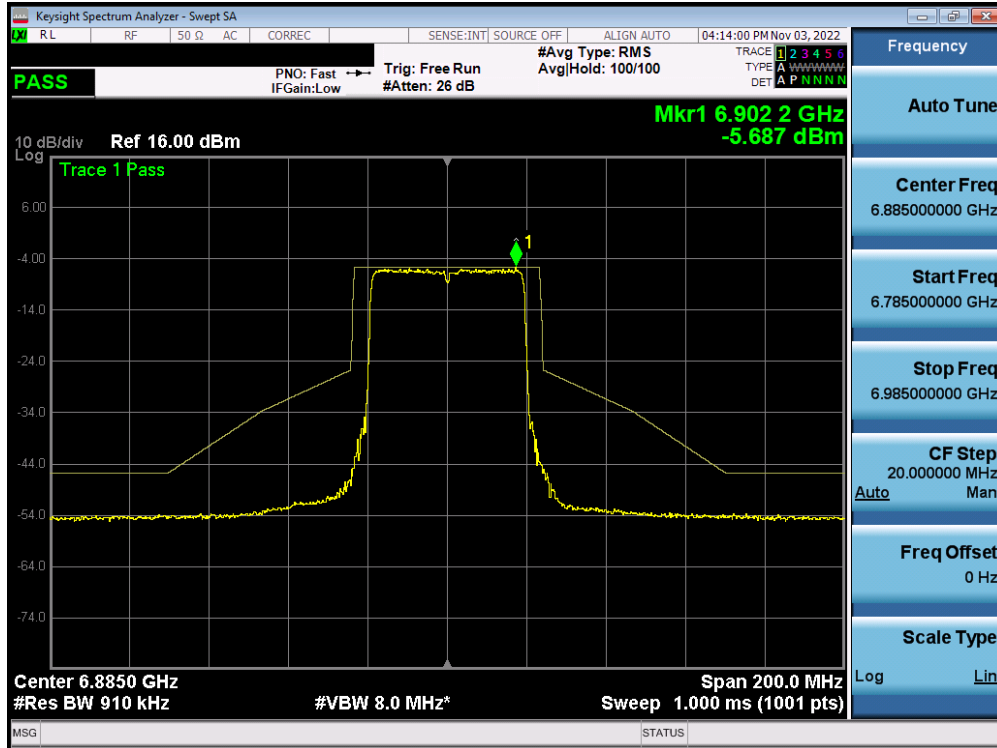 Keysight Spectrum Analyzer - Swept SA
LXI RL RF 50 Ω AC CORREC SENSE:INT SOURCE OFF ALIGN AUTO 04:14:00 PM Nov 03, 2022
PASS
PNO: Fast
IFGain:Low
Trig: Free Run
#Atten: 26 dB
#Avg Type: RMS
Avg|Hold: 100/100
TRACE 1 2 3 4 5 6
TYPE A WWWWW
DET A P N N N N
Mkr1 6.902 2 GHz
-5.687 dBm
10 dB/div Ref 16.00 dBm
Log
Trace 1 Pass
1
6.00
-4.00
-14.0
-24.0
-34.0
-44.0
-54.0
-64.0
-74.0
Center 6.8850 GHz Span 200.0 MHz
#Res BW 910 kHz #VBW 8.0 MHz* Sweep 1.000 ms (1001 pts)
MSG STATUS
Frequency
Auto Tune
Center Freq
6.885000000 GHz
Start Freq
6.785000000 GHz
Stop Freq
6.985000000 GHz
CF Step
20.000000 MHz
Auto Man
Freq Offset
0 Hz
Scale Type
Log Lin